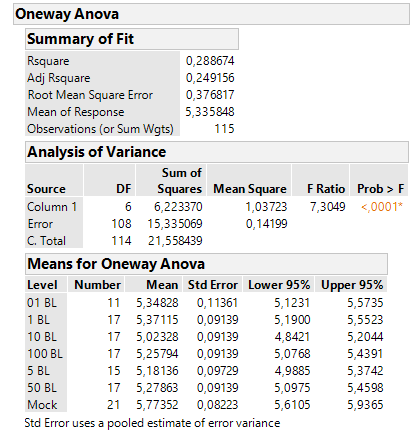 Oneway Anova
Summary of Fit
Rsquare 0,288674
Adj Rsquare 0,249156
Root Mean Square Error 0,376817
Mean of Response 5,335848
Observations (or Sum Wgts) 115
Analysis of Variance
Sum of
Source DF Squares Mean Square F Ratio Prob > F
Column 1 6 6,223370 1,03723 7,3049 <,0001*
Error 108 15,335069 0,14199
C. Total 114 21,558439
Means for Oneway Anova
Level Number Mean Std Error Lower 95% Upper 95%
01 BL 11 5,34828 0,11361 5,1231 5,5735
1 BL 17 5,37115 0,09139 5,1900 5,5523
10 BL 17 5,02328 0,09139 4,8421 5,2044
100 BL 17 5,25794 0,09139 5,0768 5,4391
5 BL 15 5,18136 0,09729 4,9885 5,3742
50 BL 17 5,27863 0,09139 5,0975 5,4598
Mock 21 5,77352 0,08223 5,6105 5,9365
Std Error uses a pooled estimate of error variance